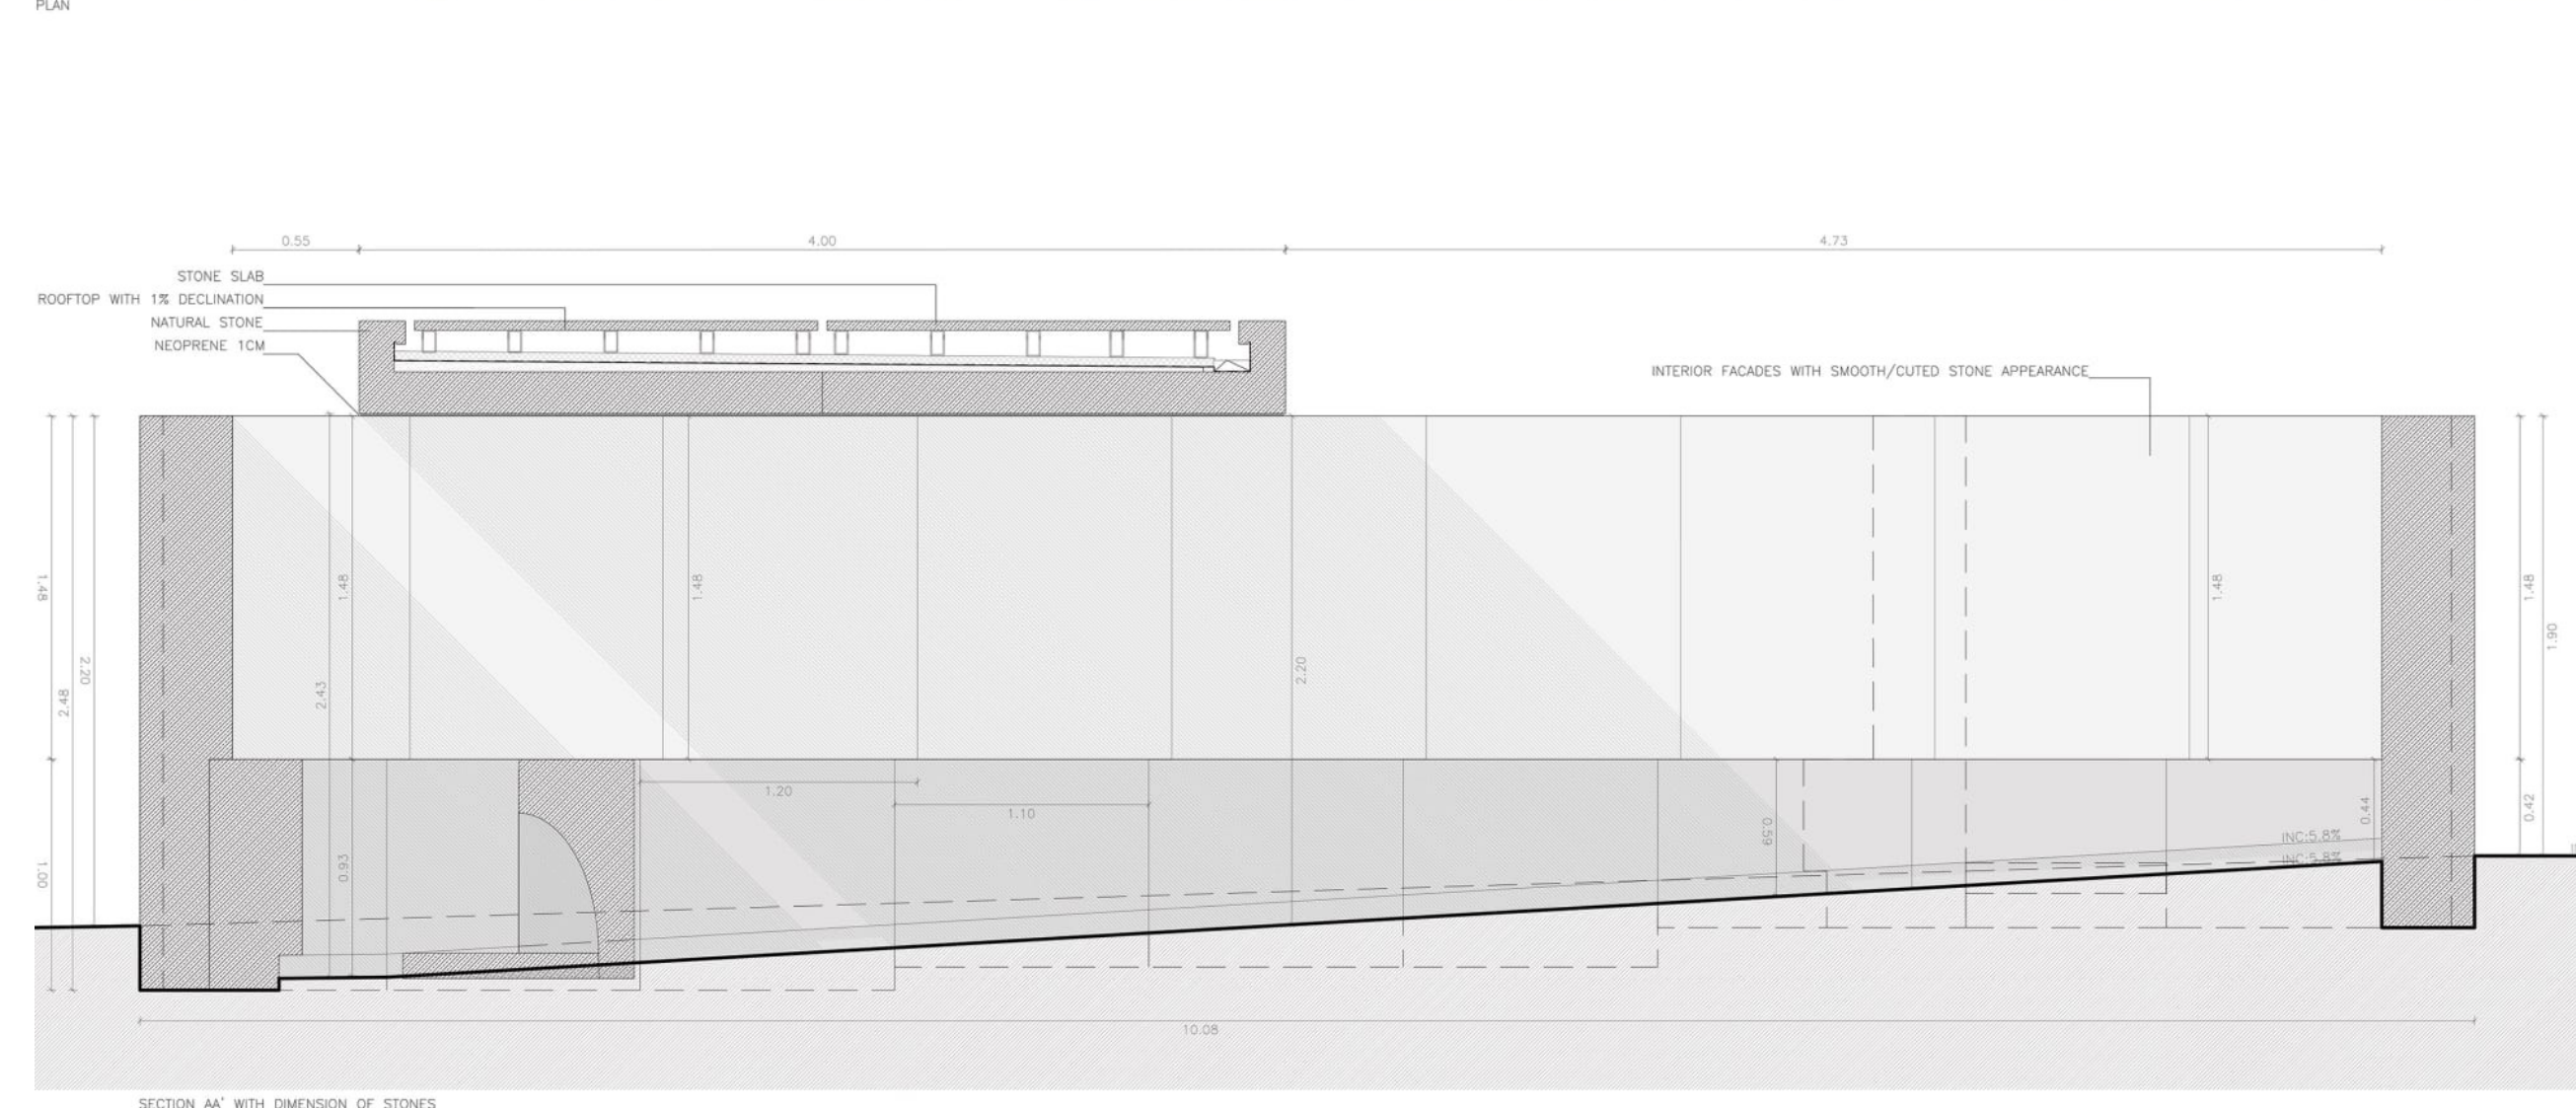 PLAN
0.55
4.00
4.73
STONE SLAB
ROOFTOP WITH 1% DECLINATION
NATURAL STONE
NEOPRENE 1CM
INTERIOR FACADES WITH SMOOTH/CUTED STONE APPEARANCE
1.48
2.48
2.20
1.00
2.43
1.48
0.93
1.48
1.20
1.10
2.20
0.59
1.48
0.44
INC:5.8%
INC:5.8%
1.48
1.90
0.42
10.08
SECTION AA' WITH DIMENSION OF STONES